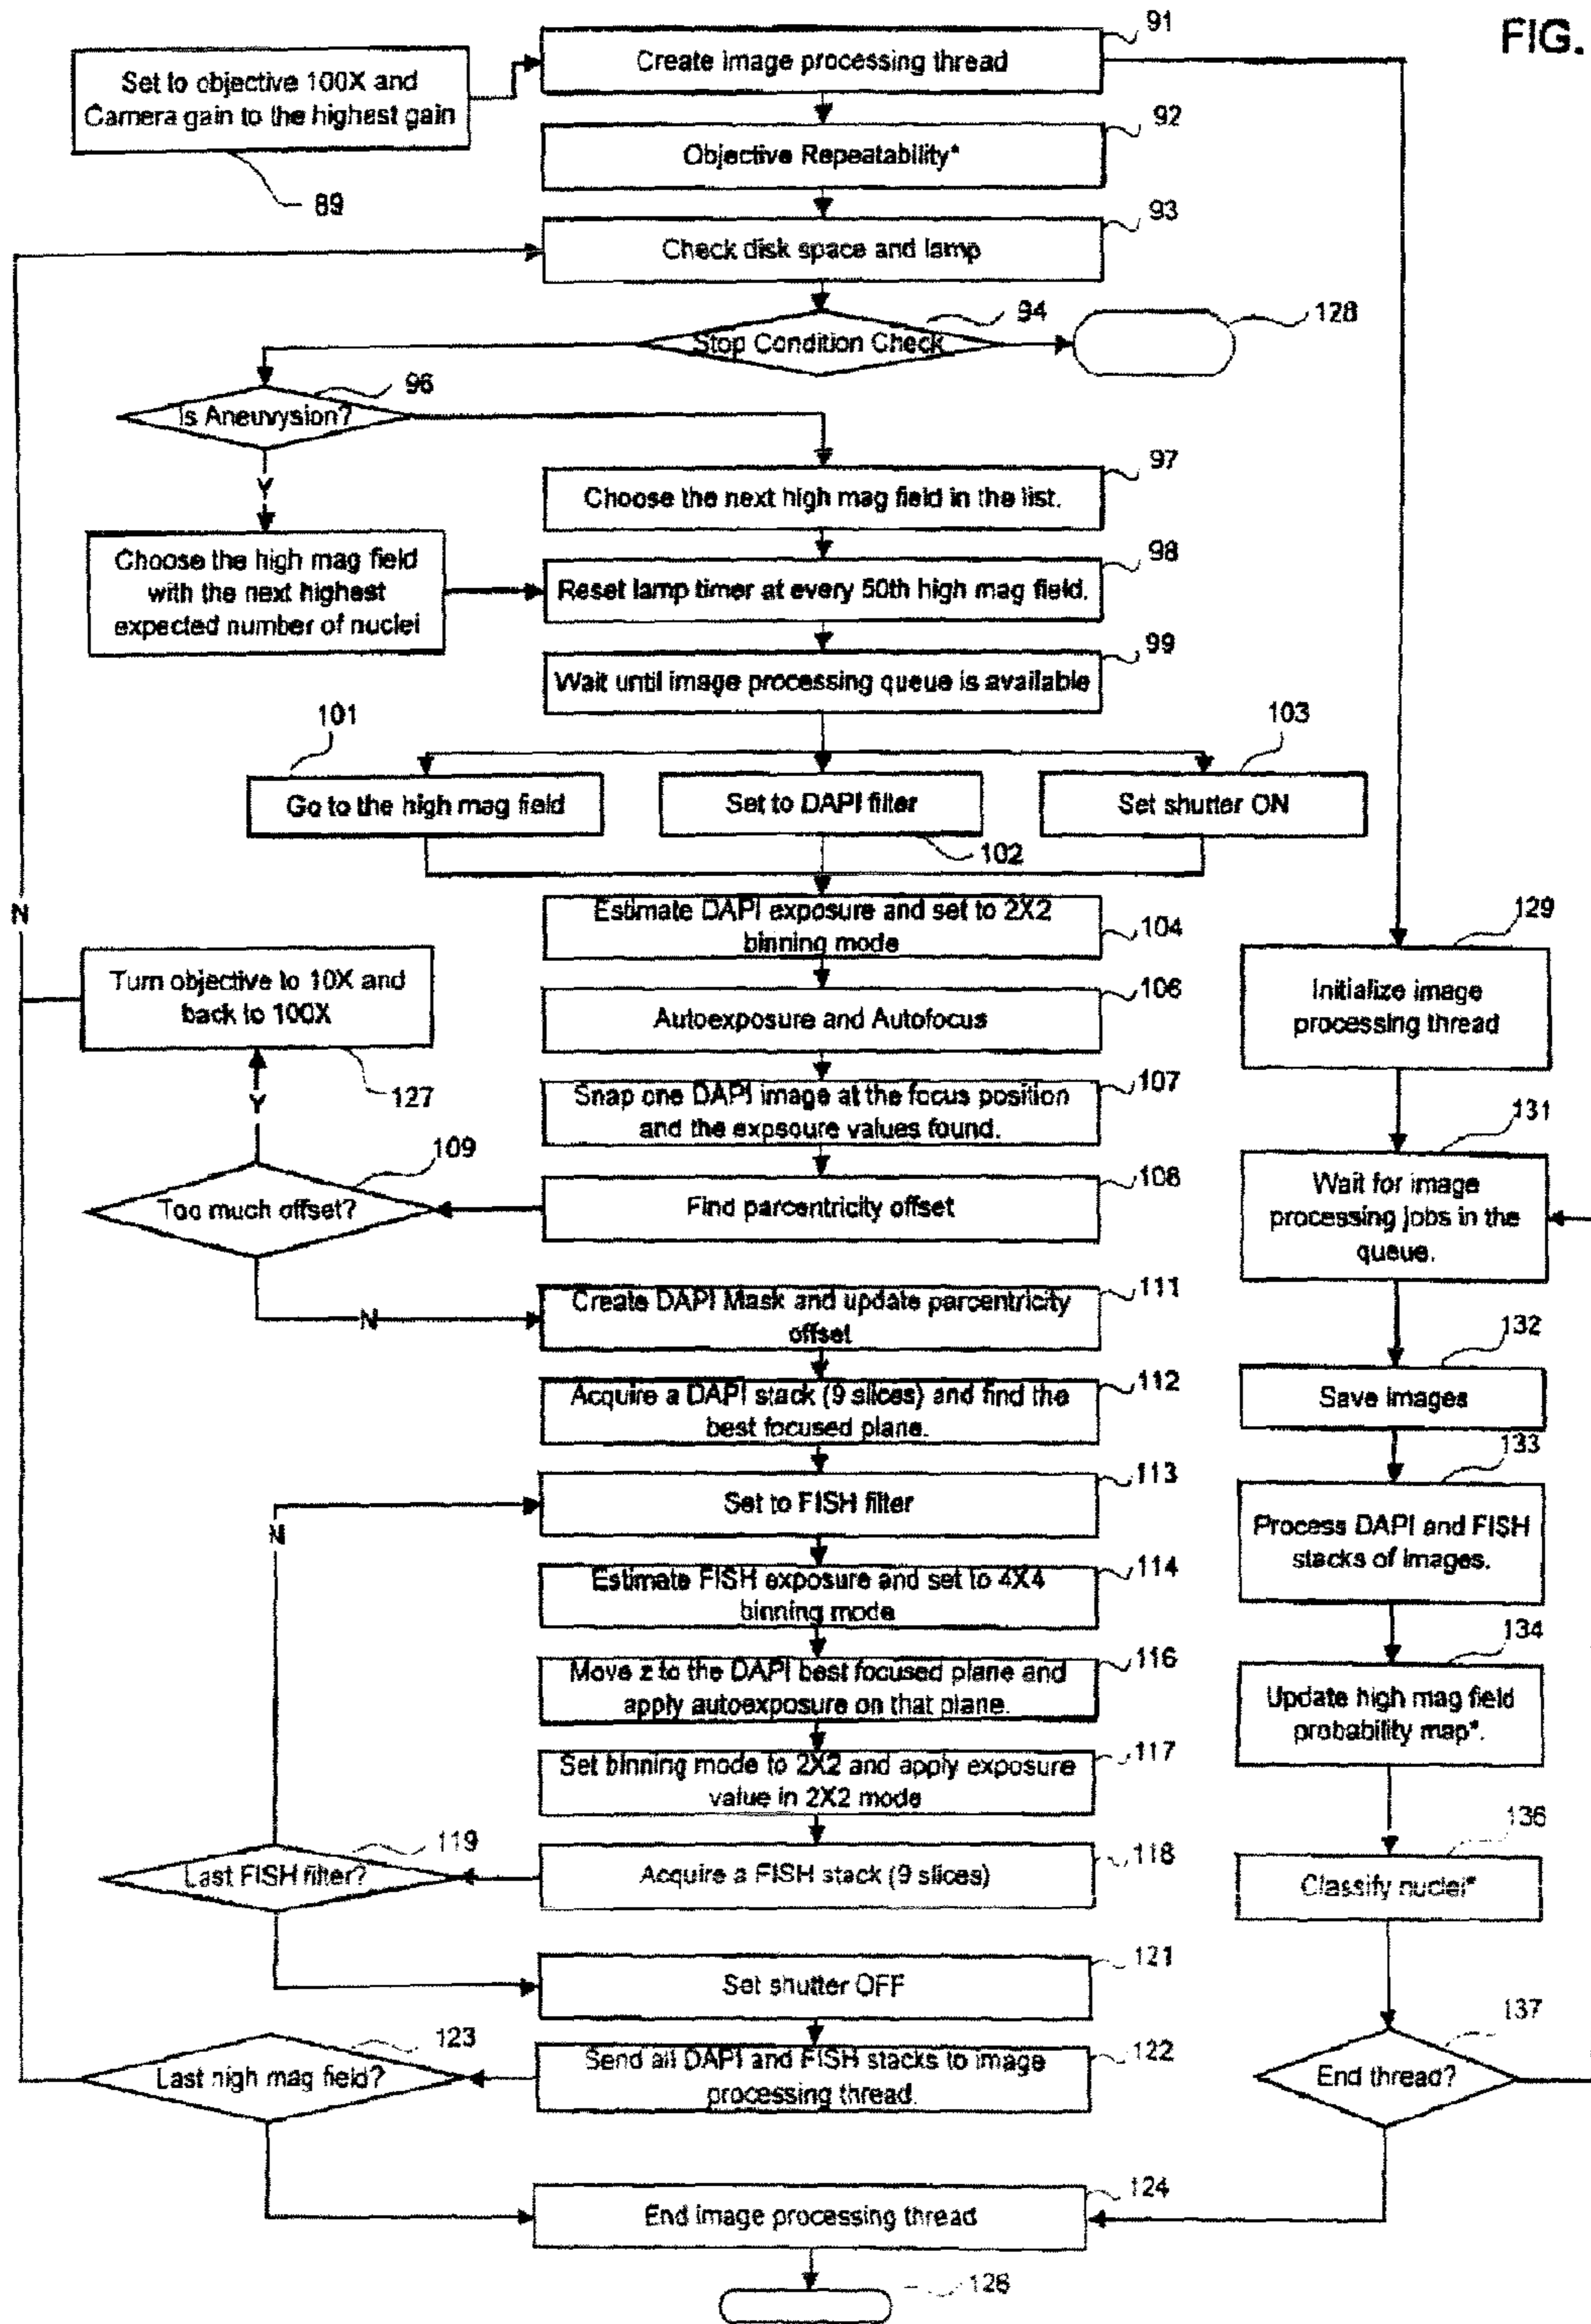 FIG.
91
Create image processing thread
Set to objective 100X and
Camera gain to the highest gain
89
92
Objective Repeatability*
93
Check disk space and lamp
94
Stop Condition Check
128
96
Is Aneuvysion?
Y
97
Choose the next high mag field in the list.
Choose the high mag field
with the next highest
expected number of nuclei
98
Reset lamp timer at every 50th high mag field.
99
Wait until image processing queue is available
101
Go to the high mag field
Set to DAPI filter
102
103
Set shutter ON
Estimate DAPI exposure and set to 2X2
binning mode
104
N
Turn objective to 10X and
back to 100X
127
Y
Autoexposure and Autofocus
106
Snap one DAPI image at the focus position
and the expsoure values found.
107
109
Too much offset?
Find parcentricity offset
108
N
Create DAPI Mask and update parcentricity
offset
111
Acquire a DAPI stack (9 slices) and find the
best focused plane.
112
Set to FISH filter
113
N
Estimate FISH exposure and set to 4X4
binning mode
114
Move z to the DAPI best focused plane and
apply autoexposure on that plane.
116
Set binning mode to 2X2 and apply exposure
value in 2X2 mode
117
119
Last FISH filter?
Acquire a FISH stack (9 slices)
118
Set shutter OFF
121
123
Last high mag field?
Send all DAPI and FISH stacks to image
processing thread.
122
End image processing thread
124
126
129
Initialize image
processing thread
131
Wait for image
processing jobs in the
queue.
132
Save images
133
Process DAPI and FISH
stacks of images.
134
Update high mag field
probability map*.
136
Classify nuclei*
137
End thread?